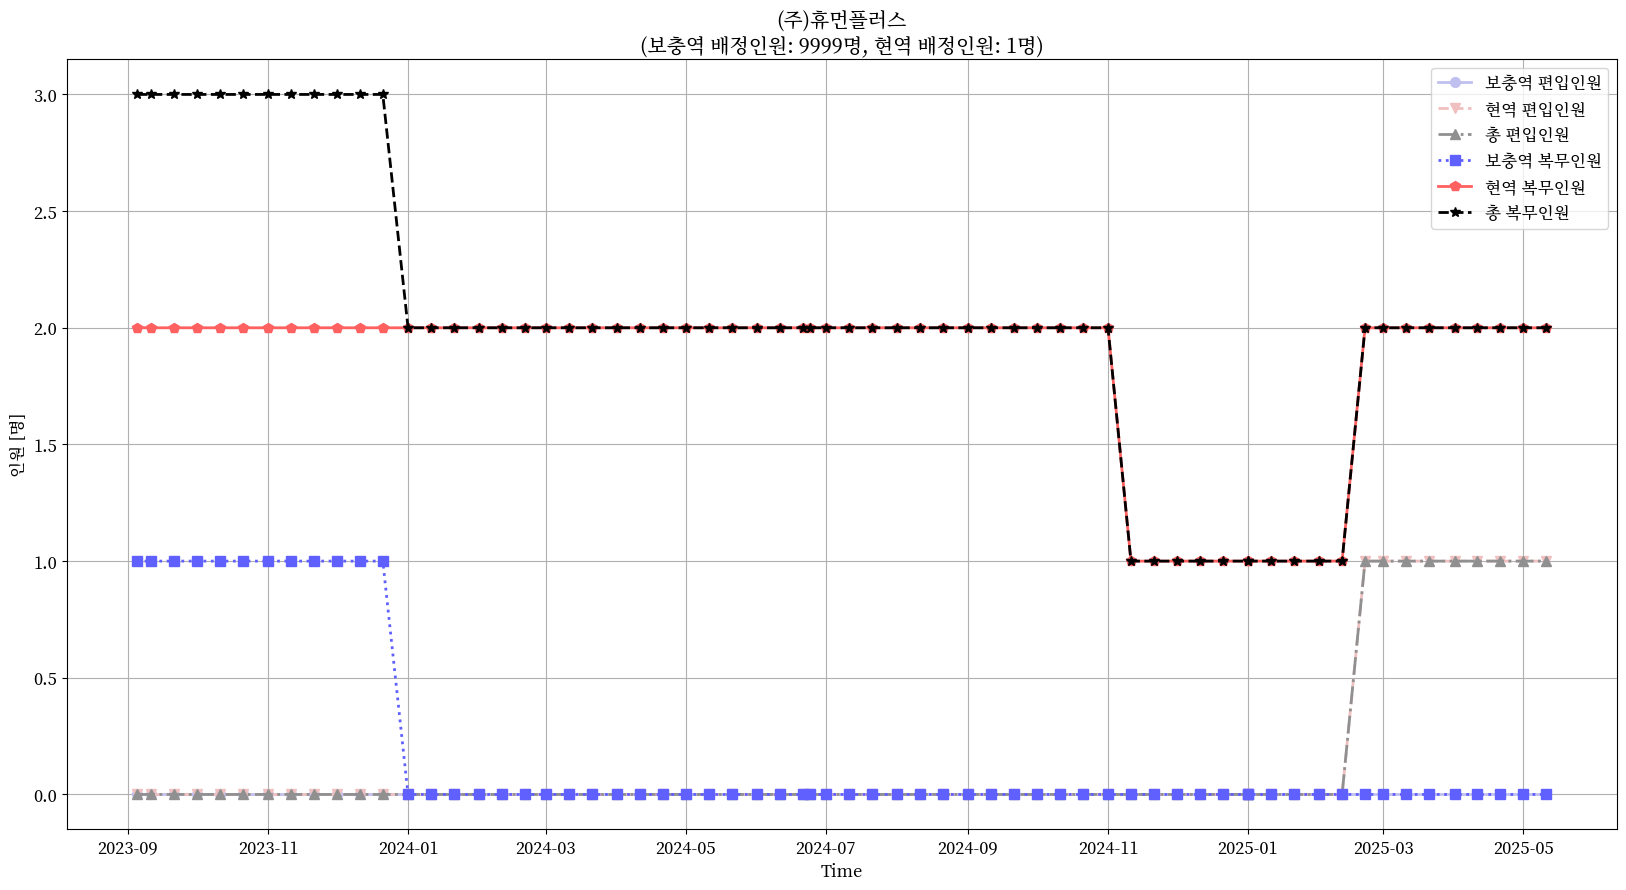 (주)휴먼플러스
(보충역 배정인원: 9999명, 현역 배정인원: 1명)
보충역 편입인원
현역 편입인원
총 편입인원
보충역 복무인원
현역 복무인원
총 복무인원
인원 [명]
3.0
2.5
2.0
1.5
1.0
0.5
0.0
2023-09 2023-11 2024-01 2024-03 2024-05 2024-07 2024-09 2024-11 2025-01 2025-03 2025-05
Time